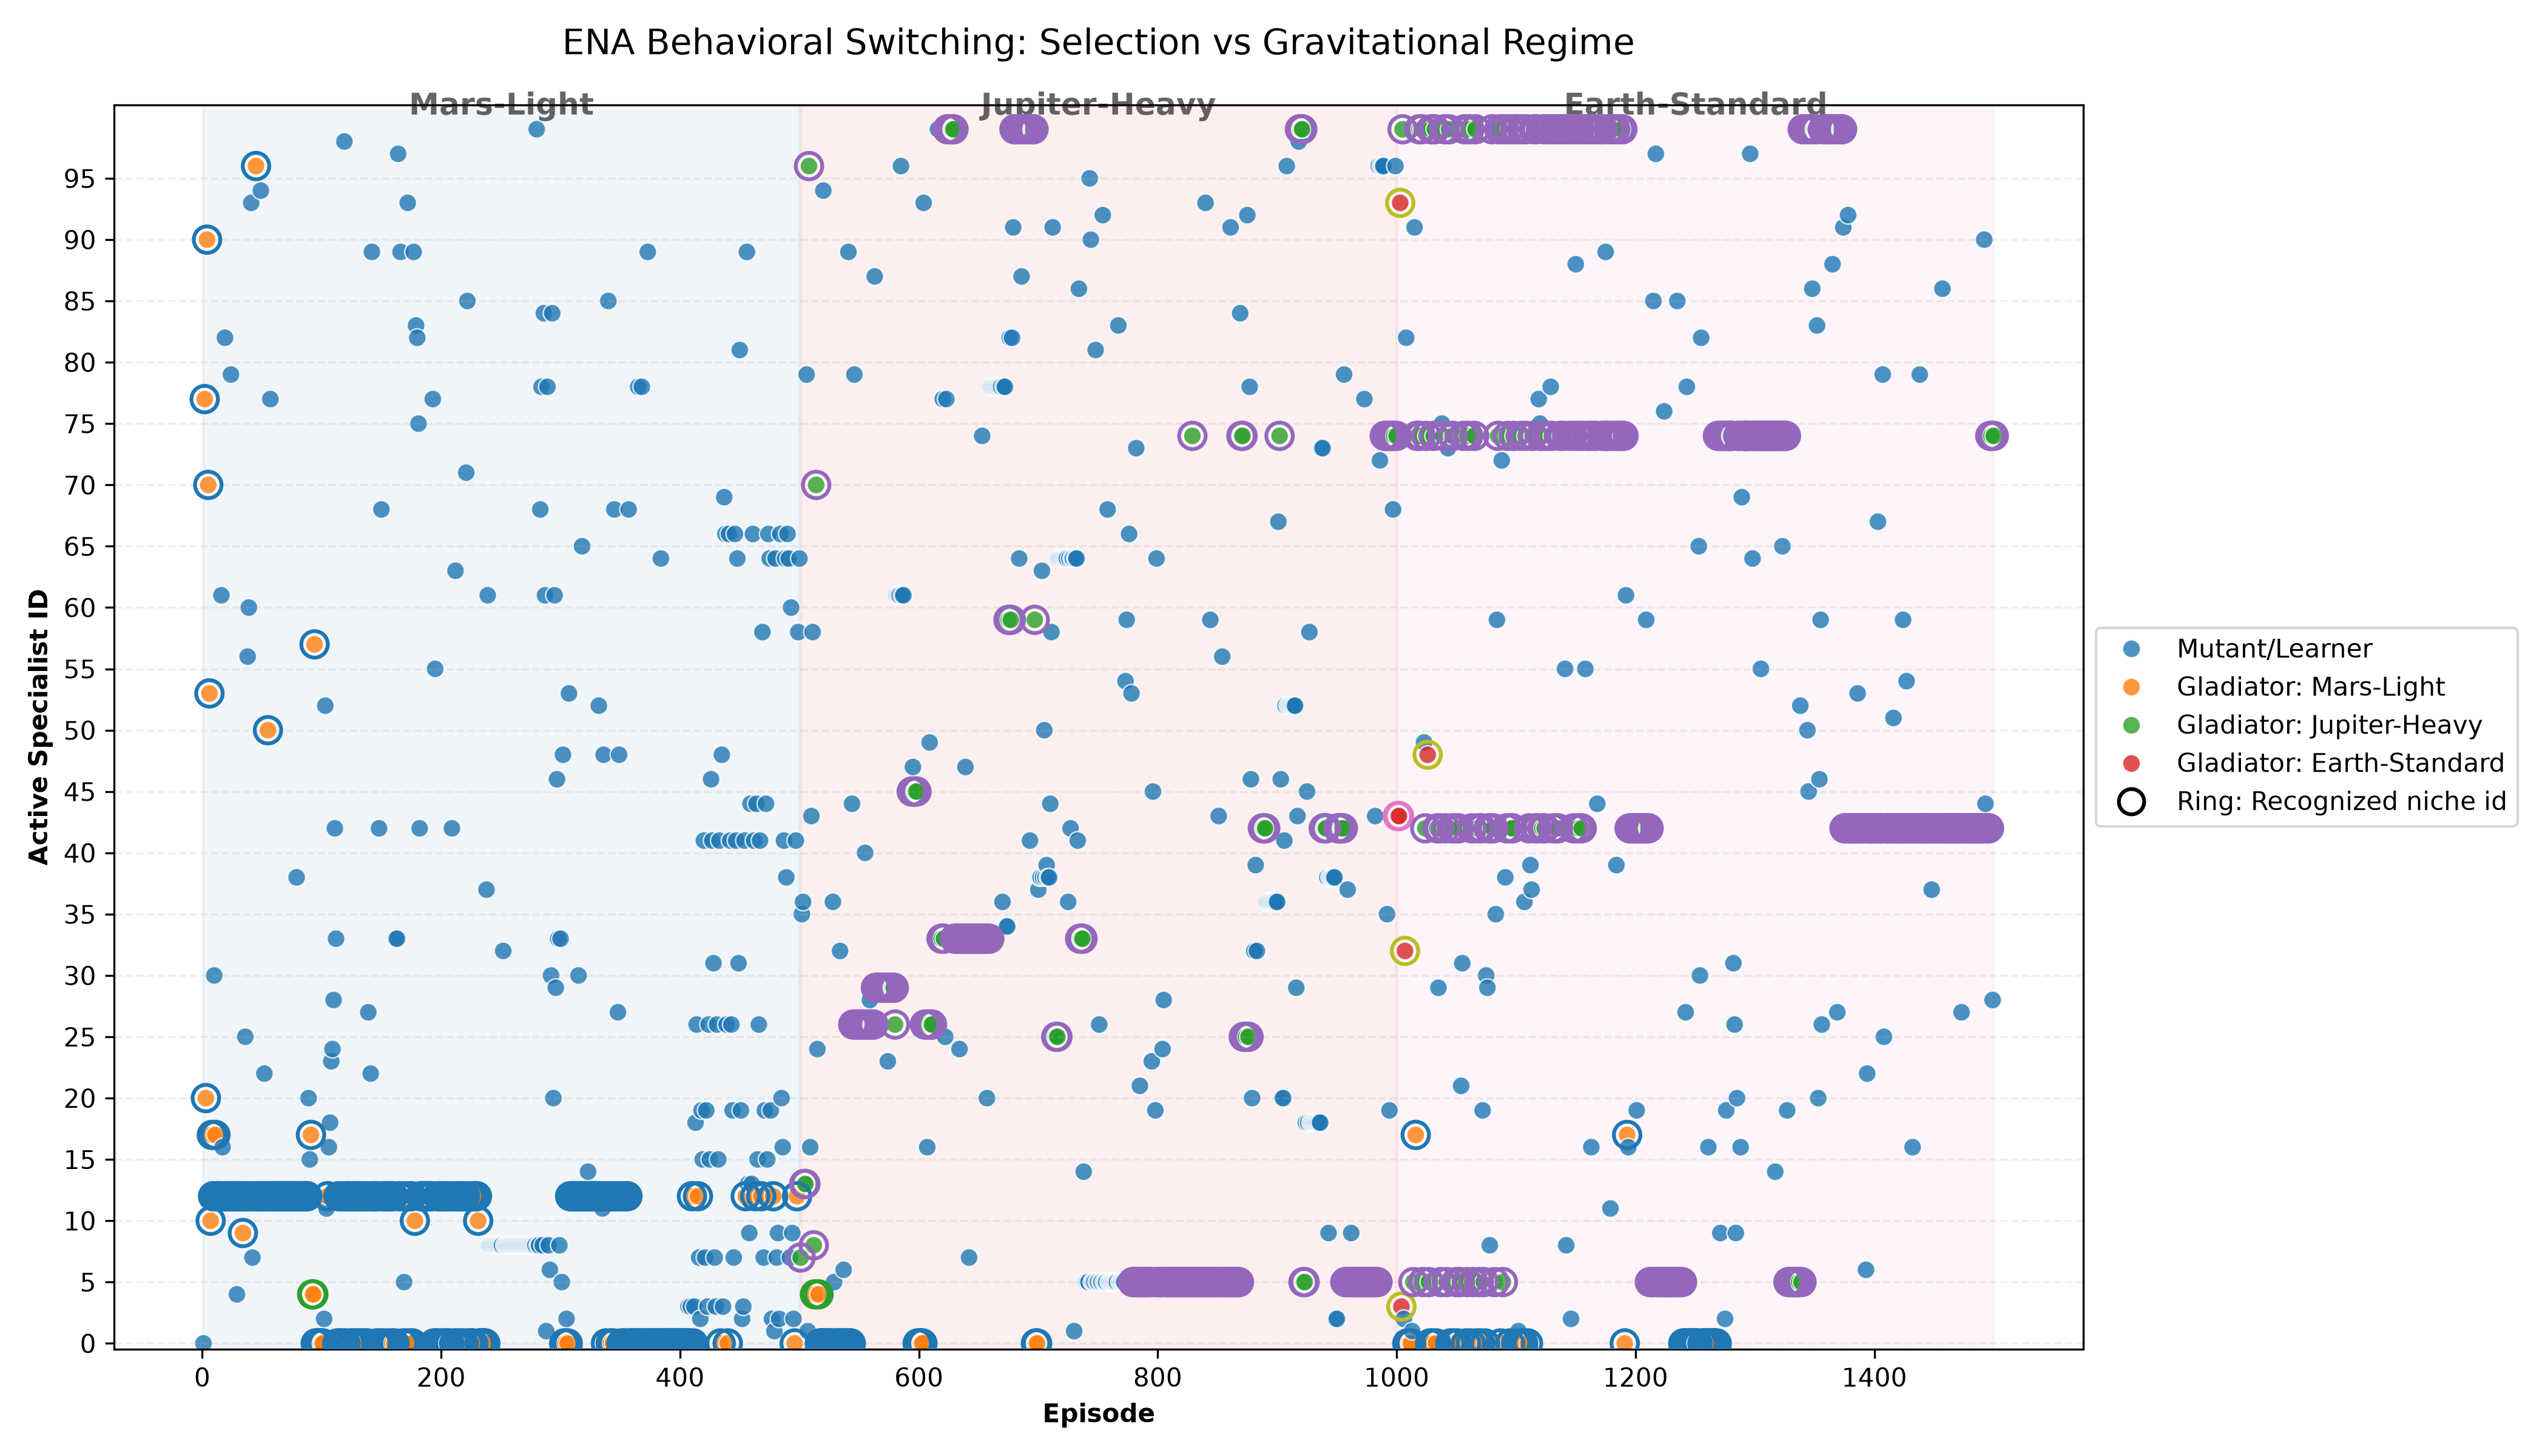 ENA Behavioral Switching: Selection vs Gravitational Regime
Mars-Light
Jupiter-Heavy
Earth-Standard
Active Specialist ID
95
90
85
80
75
70
65
60
55
50
45
40
35
30
25
20
15
10
5
0
0
200
400
600
800
1000
1200
1400
Episode
Mutant/Learner
Gladiator: Mars-Light
Gladiator: Jupiter-Heavy
Gladiator: Earth-Standard
Ring: Recognized niche id